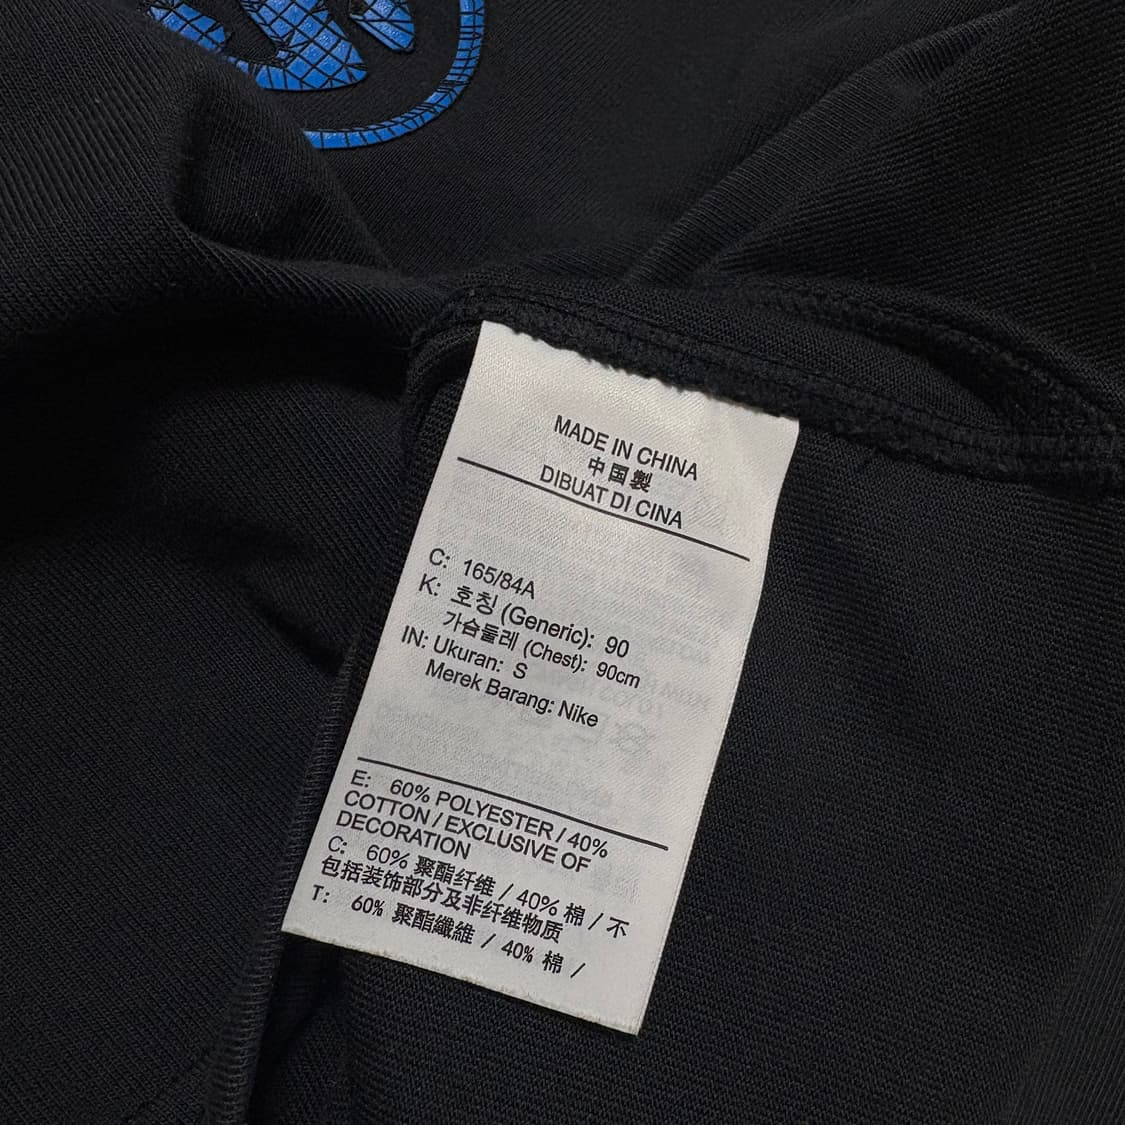 MADE IN CHINA
中国製
DIBUAT DI CINA
C: 165/84A
K: 호칭 (Generic): 90
가슴둘레 (Chest): 90cm
IN: Ukuran: S
Merek Barang: Nike
E: 60% POLYESTER / 40%
COTTON / EXCLUSIVE OF
DECORATION
C: 60% 聚酯纤维 / 40% 棉 / 不
包括装饰部分及非纤维物质
T: 60% 聚酯纖維 / 40% 棉 /